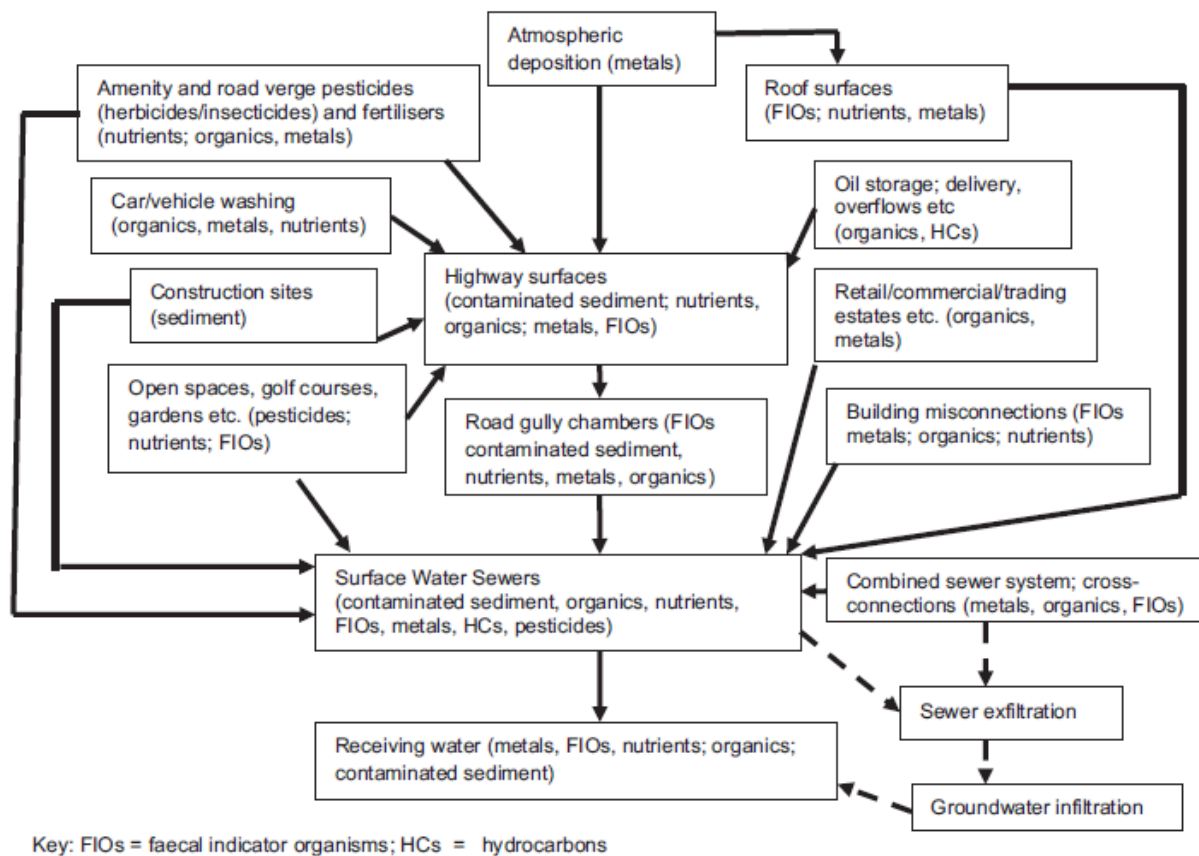 Atmospheric
deposition (metals)
Amenity and road verge pesticides
(herbicides/insecticides) and fertilisers
(nutrients; organics, metals)
Roof surfaces
(FIOs; nutrients, metals)
Car/vehicle washing
(organics, metals, nutrients)
Oil storage; delivery,
overflows etc
(organics, HCs)
Highway surfaces
(contaminated sediment; nutrients,
organics; metals, FIOs)
Construction sites
(sediment)
Retail/commercial/trading
estates etc. (organics,
metals)
Open spaces, golf courses,
gardens etc. (pesticides;
nutrients; FIOs)
Road gully chambers (FIOs
contaminated sediment,
nutrients, metals, organics)
Building misconnections (FIOs
metals; organics; nutrients)
Surface Water Sewers
(contaminated sediment, organics, nutrients,
FIOs, metals, HCs, pesticides)
Combined sewer system; cross-
connections (metals, organics, FIOs)
Sewer exfiltration
Receiving water (metals, FIOs, nutrients; organics;
contaminated sediment)
Groundwater infiltration
Key: FIOs = faecal indicator organisms; HCs = hydrocarbons